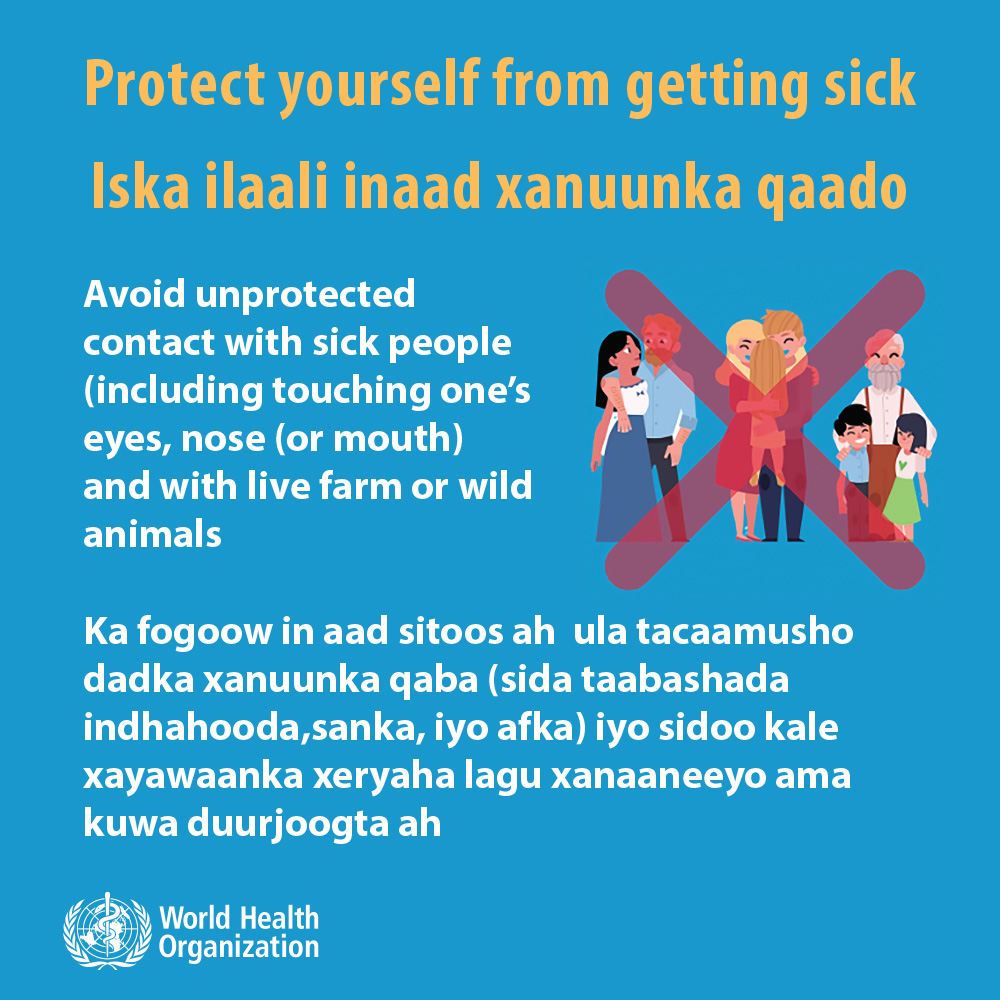 Protect yourself from getting sick
Iska ilaali inaad xanuunka qaado
Avoid unprotected
contact with sick people
(including touching one’s
eyes, nose (or mouth)
and with live farm or wild
animals
Ka fogoow in aad sitoos ah  ula tacaamusho
dadka xanuunka qaba (sida taabashada
indhahooda,sanka, iyo afka) iyo sidoo kale
xayawaanka xeryaha lagu xanaaneeyo ama
kuwa duurjoogta ah
World Health
Organization